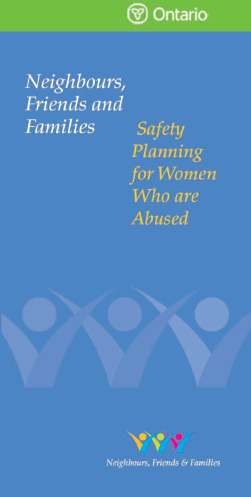 Ontario
Neighbours,
Friends and
Families
Safety
Planning
for Women
Who are
Abused
Neighbours, Friends & Families